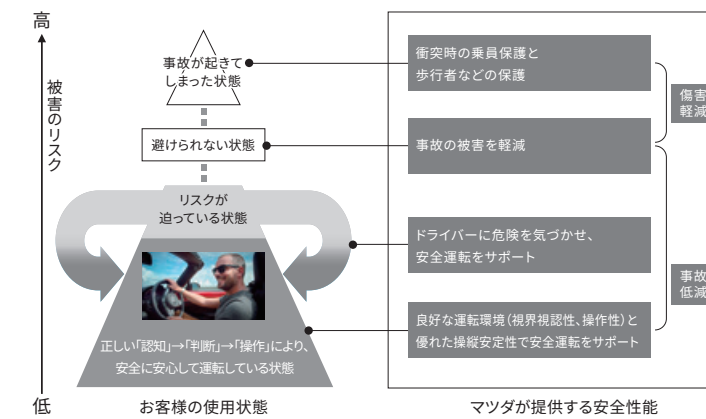 高
被害のリスク
低
事故が起きて
しまった状態
避けられない状態
リスクが
迫っている状態
正しい「認知」→「判断」→「操作」により、
安全に安心して運転している状態
お客様の使用状態
衝突時の乗員保護と
歩行者などの保護
事故の被害を軽減
ドライバーに危険を気づかせ、
安全運転をサポート
良好な運転環境(視界視認性、操作性)と
優れた操縦安定性で安全運転をサポート
傷害
軽減
事故
低減
マツダが提供する安全性能